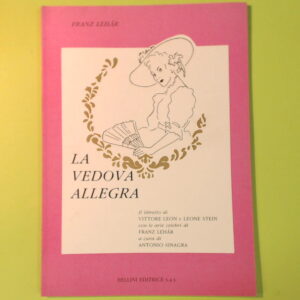 FRANZ LEHÁR
LA
VEDOVA
ALLEGRA
Il libretto di
VITTORE LEON e LEONE STEIN
con le arie celebri di
FRANZ LEHÁR
a cura di
ANTONIO SINAGRA
BELLINI EDITRICE s.a.s.